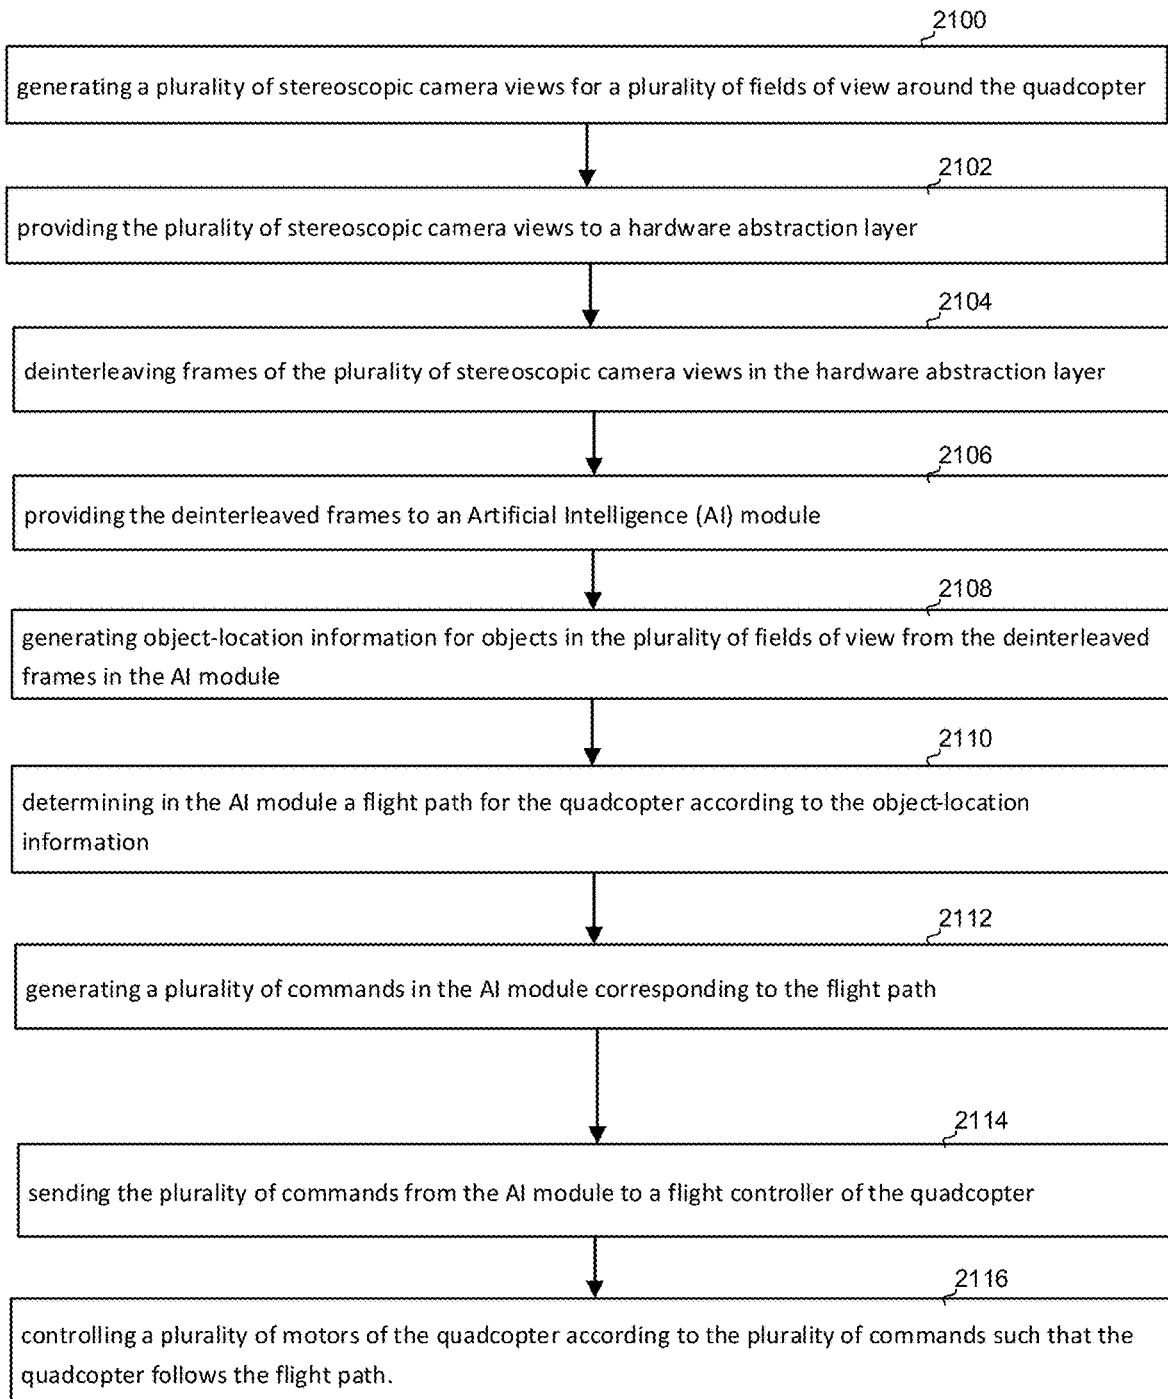 2100
generating a plurality of stereoscopic camera views for a plurality of fields of view around the quadcopter
2102
providing the plurality of stereoscopic camera views to a hardware abstraction layer
2104
deinterleaving frames of the plurality of stereoscopic camera views in the hardware abstraction layer
2106
providing the deinterleaved frames to an Artificial Intelligence (AI) module
2108
generating object-location information for objects in the plurality of fields of view from the deinterleaved
frames in the AI module
2110
determining in the AI module a flight path for the quadcopter according to the object-location
information
2112
generating a plurality of commands in the AI module corresponding to the flight path
2114
sending the plurality of commands from the AI module to a flight controller of the quadcopter
2116
controlling a plurality of motors of the quadcopter according to the plurality of commands such that the
quadcopter follows the flight path.